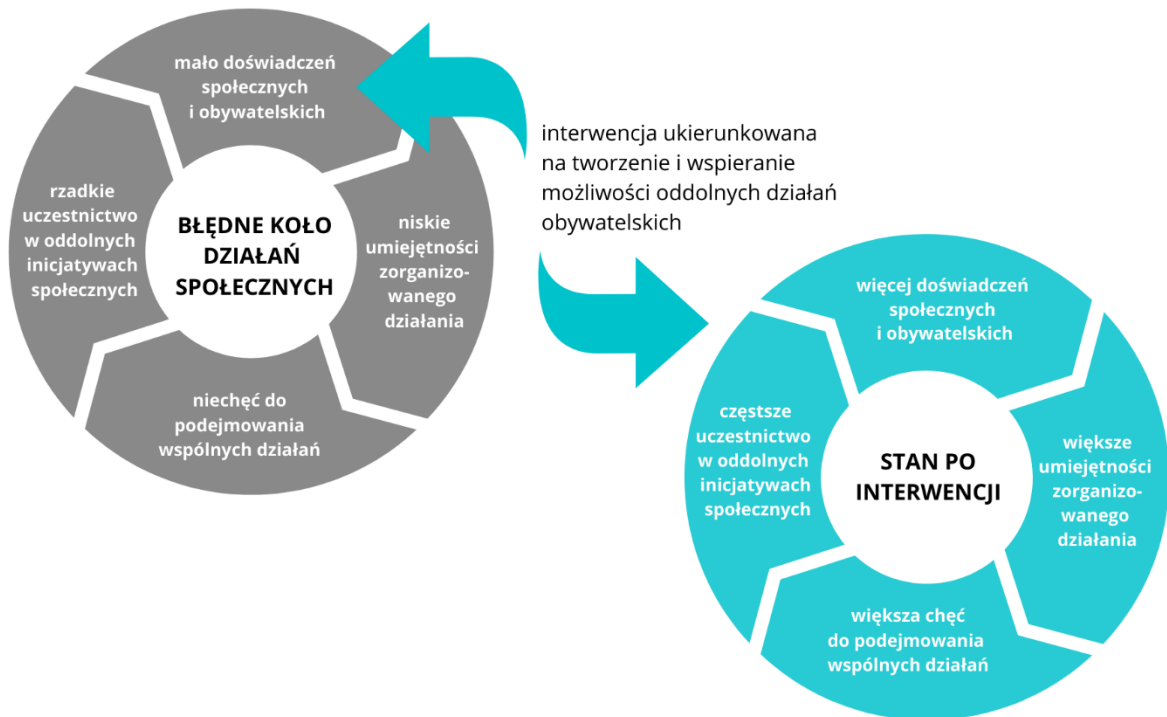 mało doświadczeń
społecznych
i obywatelskich
rzadkie
uczestnictwo
w oddolnych
inicjatywach
społecznych
BŁĘDNE KOŁO
DZIAŁAŃ
SPOŁECZNYCH
niskie
umiejętności
zorganizo-
wanego
działania
niechęć do
podejmowania
wspólnych działań
interwencja ukierunkowana
na tworzenie i wspieranie
możliwości oddolnych działań
obywatelskich
więcej doświadczeń
społecznych
i obywatelskich
częstsze
uczestnictwo
w oddolnych
inicjatywach
społecznych
STAN PO
INTERWENCJI
większe
umiejętności
zorganizo-
wanego
działania
większa chęć
do podejmowania
wspólnych działań